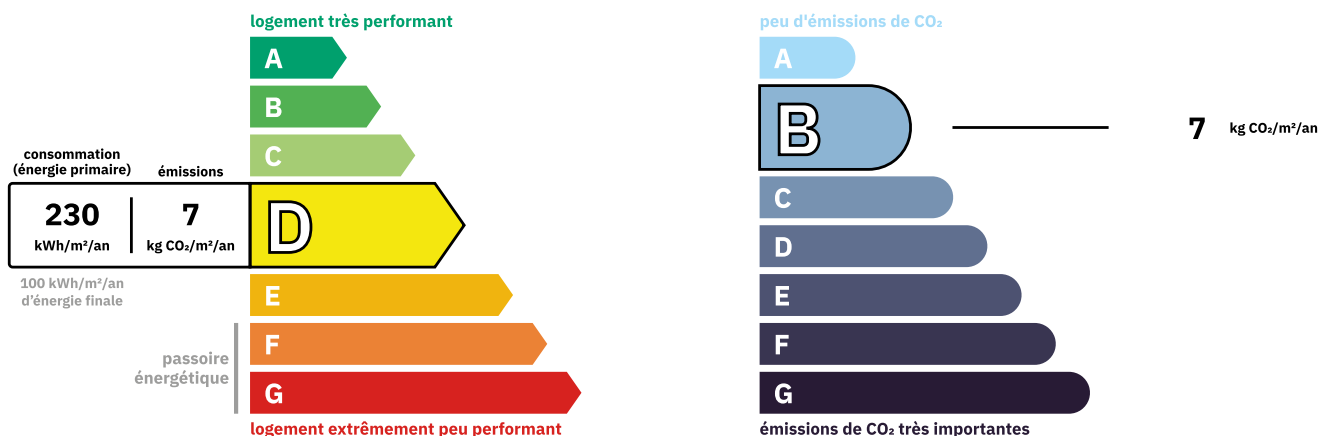 logement très performant
A
B
C
consommation
(énergie primaire)
émissions
230
kWh/m²/an
7
kg CO₂/m²/an
D
100 kWh/m²/an
d'énergie finale
E
F
passoire
énergétique
G
logement extrêmement peu performant
peu d'émissions de CO₂
A
B
7 kg CO₂/m²/an
C
D
E
F
G
émissions de CO₂ très importantes